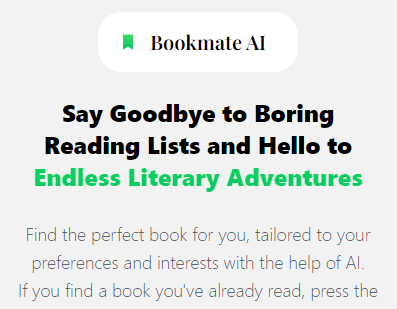 Bookmate AI
Say Goodbye to Boring
Reading Lists and Hello to
Endless Literary Adventures
Find the perfect book for you, tailored to your
preferences and interests with the help of AI.
If you find a book you've already read, press the